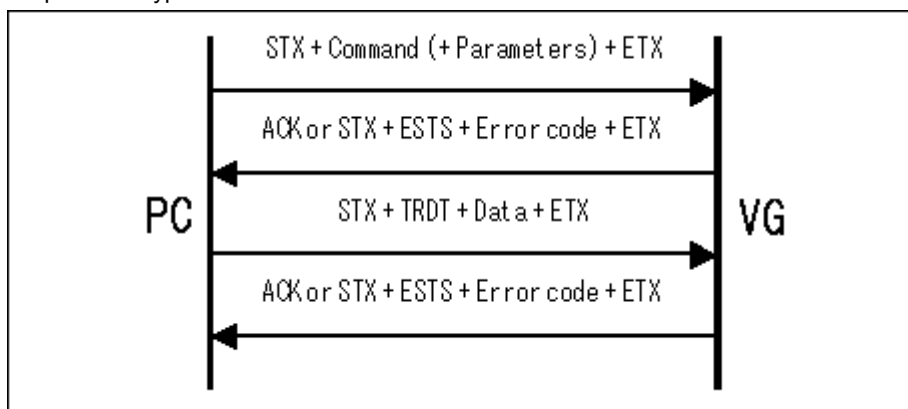 STX + Command (+ Parameters) + ETX
ACK or STX + ESTS + Error code + ETX
PC
STX + TRDT + Data + ETX
VG
ACK or STX + ESTS + Error code + ETX